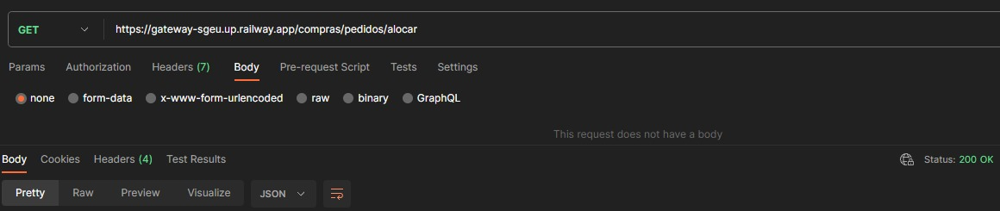 GET https://gateway-sgeu.up.railway.app/compras/pedidos/alocar
Params Authorization Headers (7) Body Pre-request Script Tests Settings
none form-data x-www-form-urlencoded raw binary GraphQL
This request does not have a body
Body Cookies Headers (4) Test Results Status: 200 OK
Pretty Raw Preview Visualize JSON